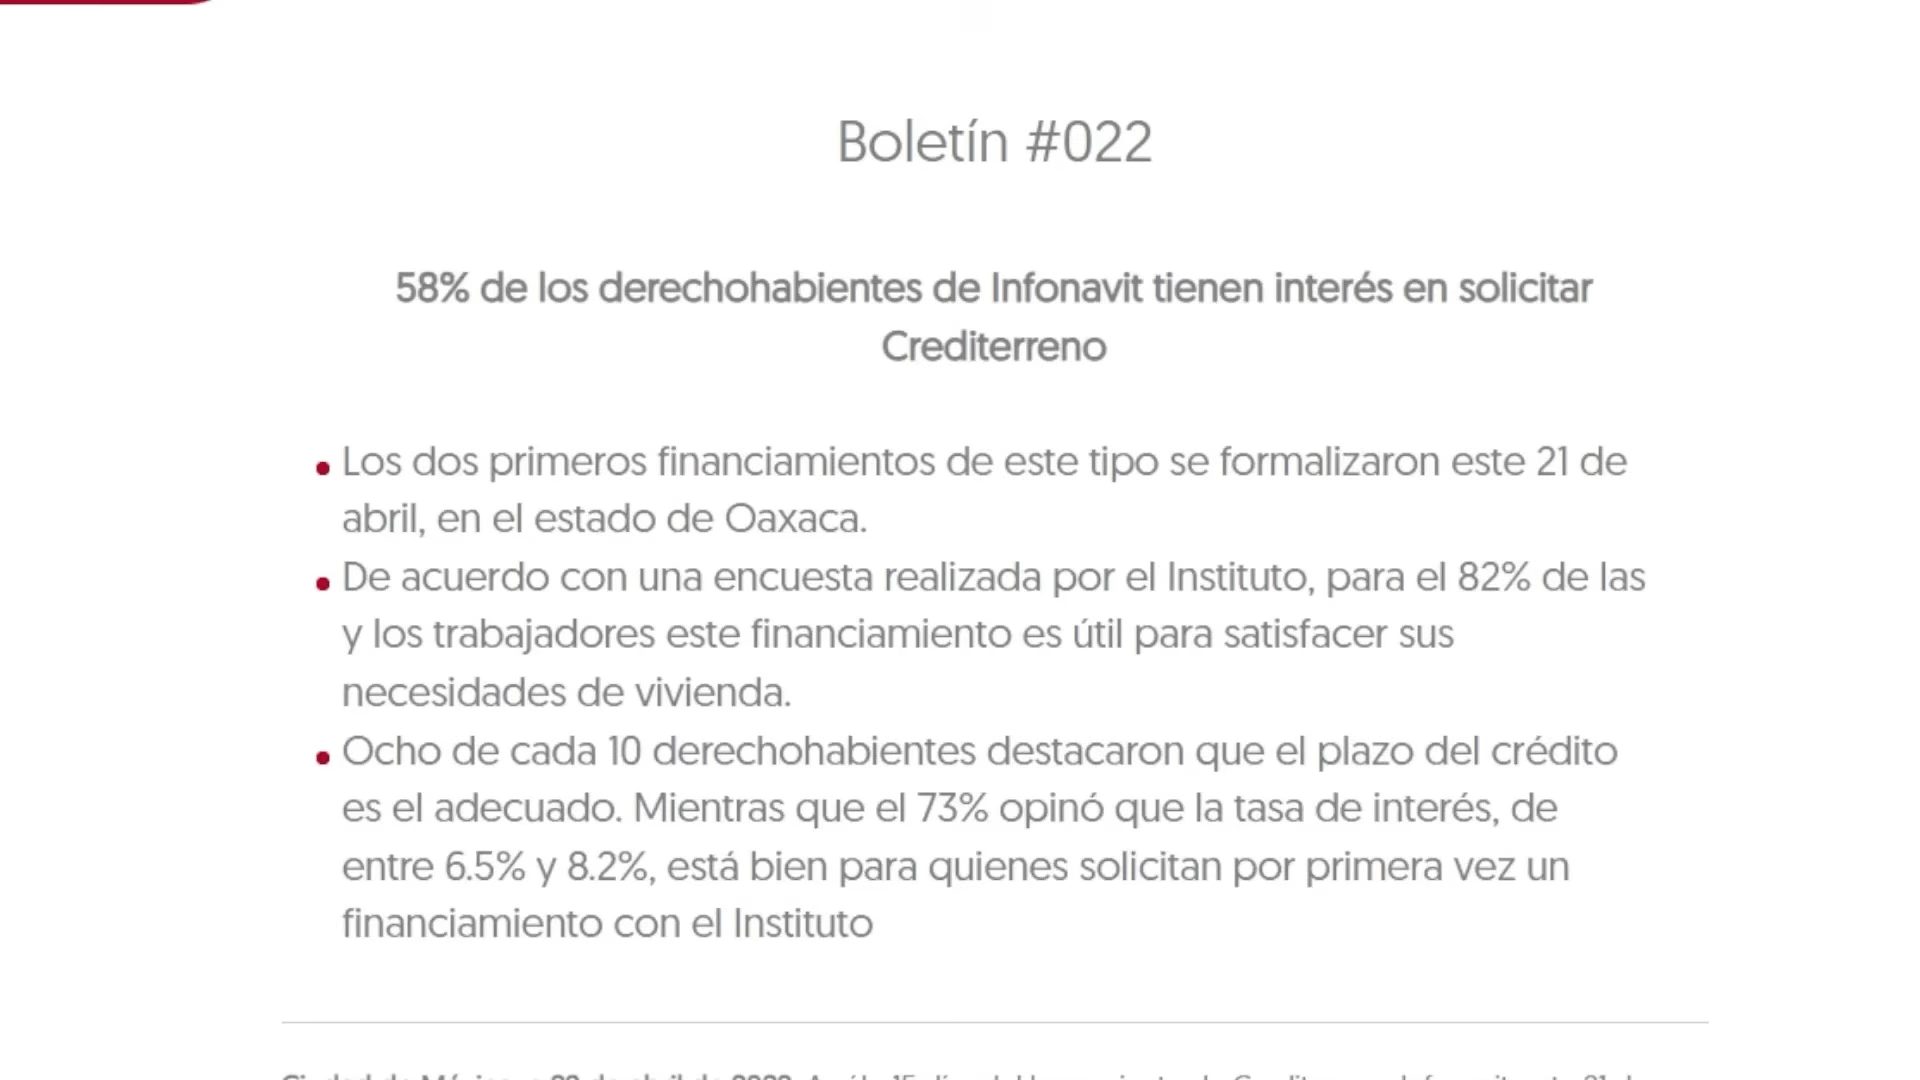 Boletín #022
58% de los derechohabientes de Infonavit tienen interés en solicitar
Crediterreno
Los dos primeros financiamientos de este tipo se formalizaron este 21 de
abril, en el estado de Oaxaca.
De acuerdo con una encuesta realizada por el Instituto, para el 82% de las
y los trabajadores este financiamiento es útil para satisfacer sus
necesidades de vivienda.
Ocho de cada 10 derechohabientes destacaron que el plazo del crédito
es el adecuado. Mientras que el 73% opinó que la tasa de interés, de
entre 6.5% y 8.2%, está bien para quienes solicitan por primera vez un
financiamiento con el Instituto